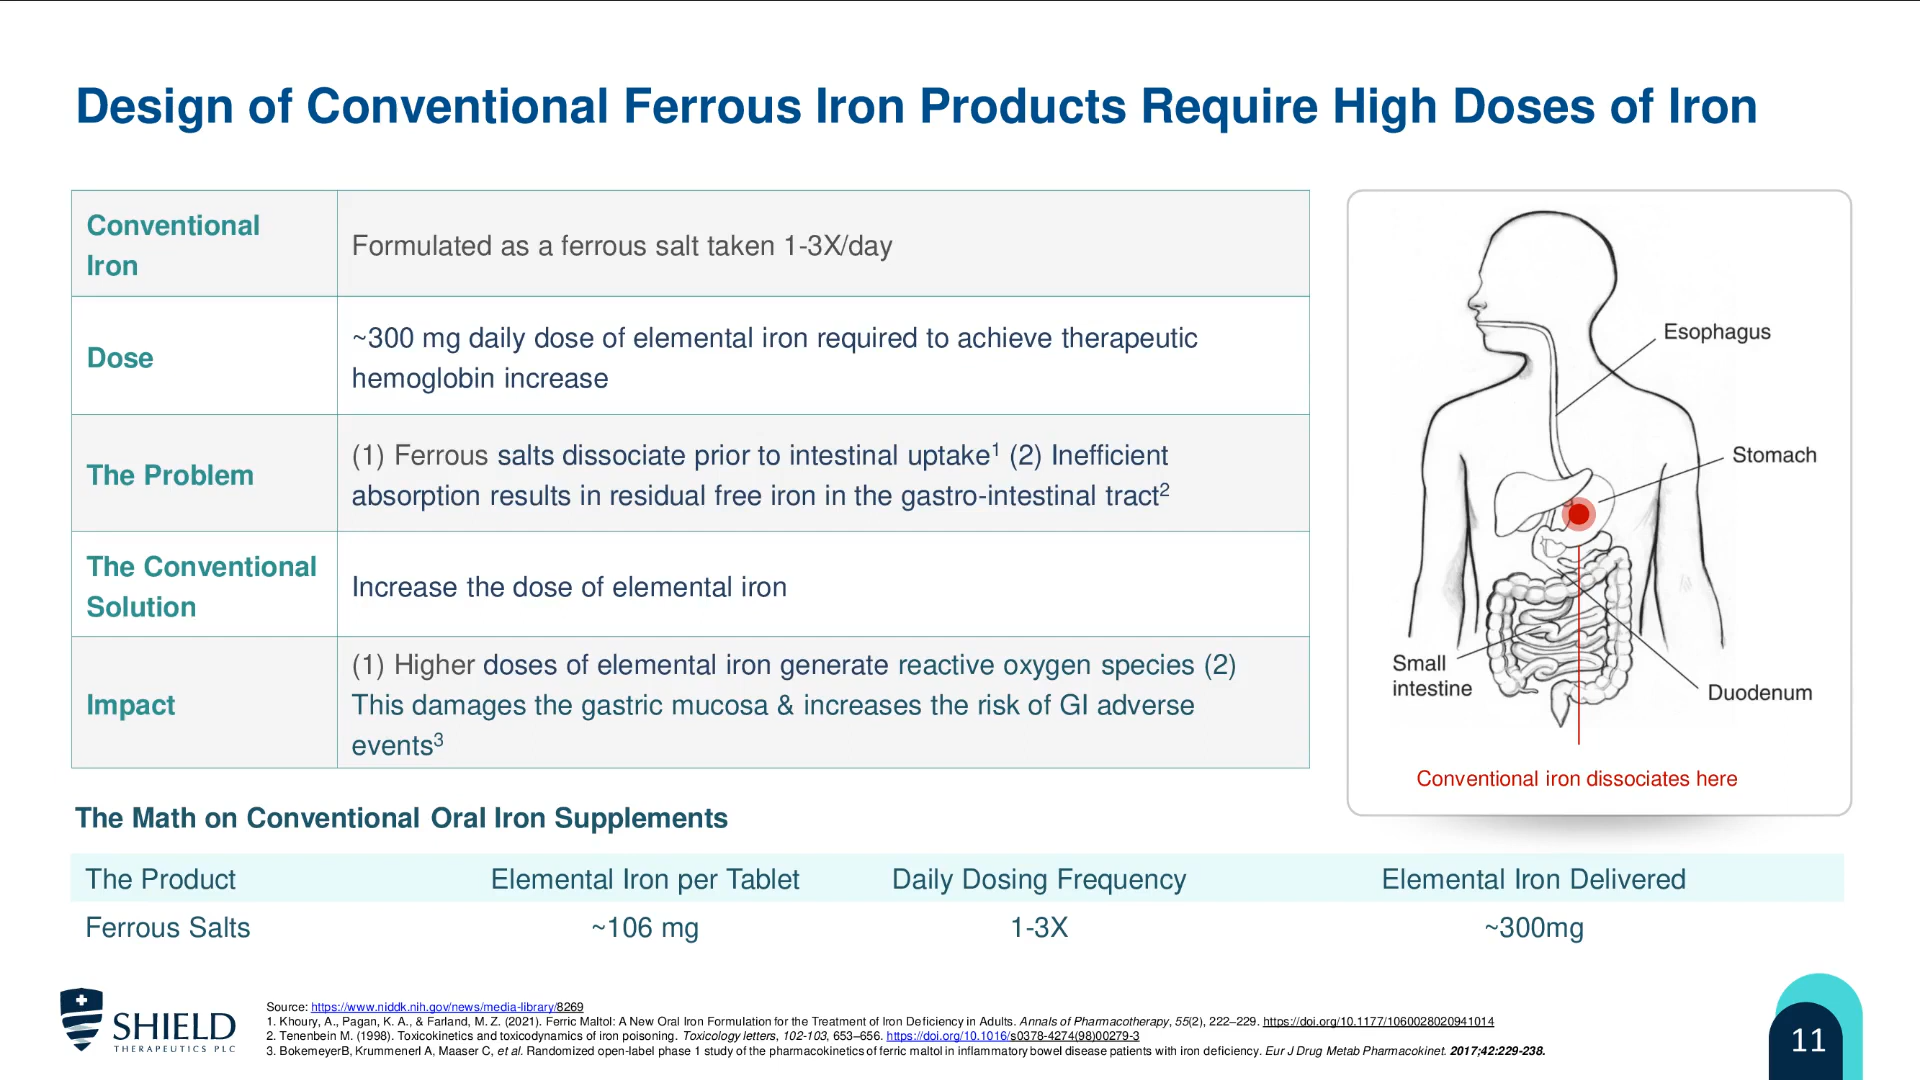 Design of Conventional Ferrous Iron Products Require High Doses of Iron
Conventional
Iron
Formulated as a ferrous salt taken 1-3X/day
Dose
~300 mg daily dose of elemental iron required to achieve therapeutic
hemoglobin increase
The Problem
(1) Ferrous salts dissociate prior to intestinal uptake1 (2) Inefficient
absorption results in residual free iron in the gastro-intestinal tract2
The Conventional
Solution
Increase the dose of elemental iron
Impact
(1) Higher doses of elemental iron generate reactive oxygen species (2)
This damages the gastric mucosa & increases the risk of GI adverse
events3
Esophagus
Stomach
Small
intestine
Duodenum
Conventional iron dissociates here
The Math on Conventional Oral Iron Supplements
The Product Elemental Iron per Tablet Daily Dosing Frequency Elemental Iron Delivered
Ferrous Salts ~106 mg 1-3X ~300mg
SHIELD
THERAPEUTICS PLC
Source: https://www.niddk.nih.gov/news/media-library/8269
1. Khoury, A., Pagan, K. A., & Farland, M. Z. (2021). Ferric Maltol: A New Oral Iron Formulation for the Treatment of Iron Deficiency in Adults. Annals of Pharmacotherapy, 55(2), 222–229. https://doi.org/10.1177/1060028020941014
2. Tenenbein M. (1998). Toxicokinetics and toxicodynamics of iron poisoning. Toxicology letters, 102-103, 653–656. https://doi.org/10.1016/s0378-4274(98)00279-3
3. BokemeyerB, Krummenerl A, Maaser C, et al. Randomized open-label phase 1 study of the pharmacokinetics of ferric maltol in inflammatory bowel disease patients with iron deficiency. Eur J Drug Metab Pharmacokinet. 2017;42:229-238.
11